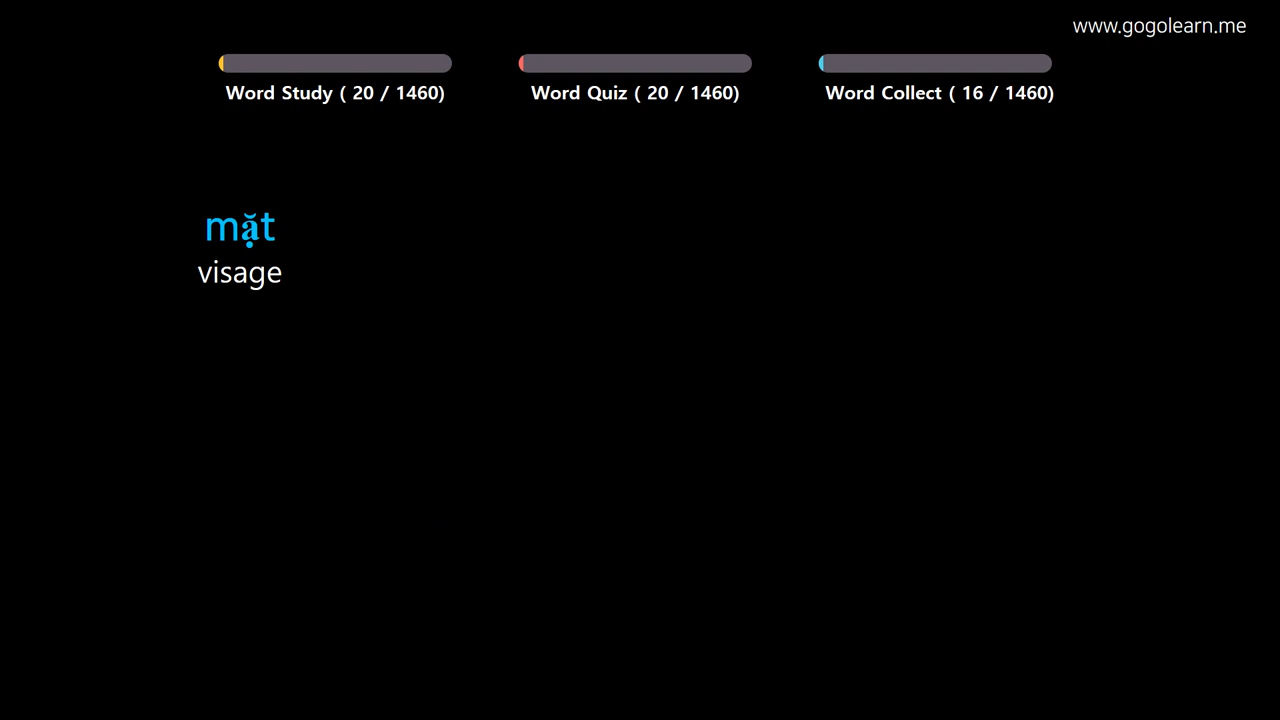 www.gogolearn.me
Word Study ( 20 / 1460)
Word Quiz ( 20 / 1460)
Word Collect ( 16 / 1460)
mặt
visage